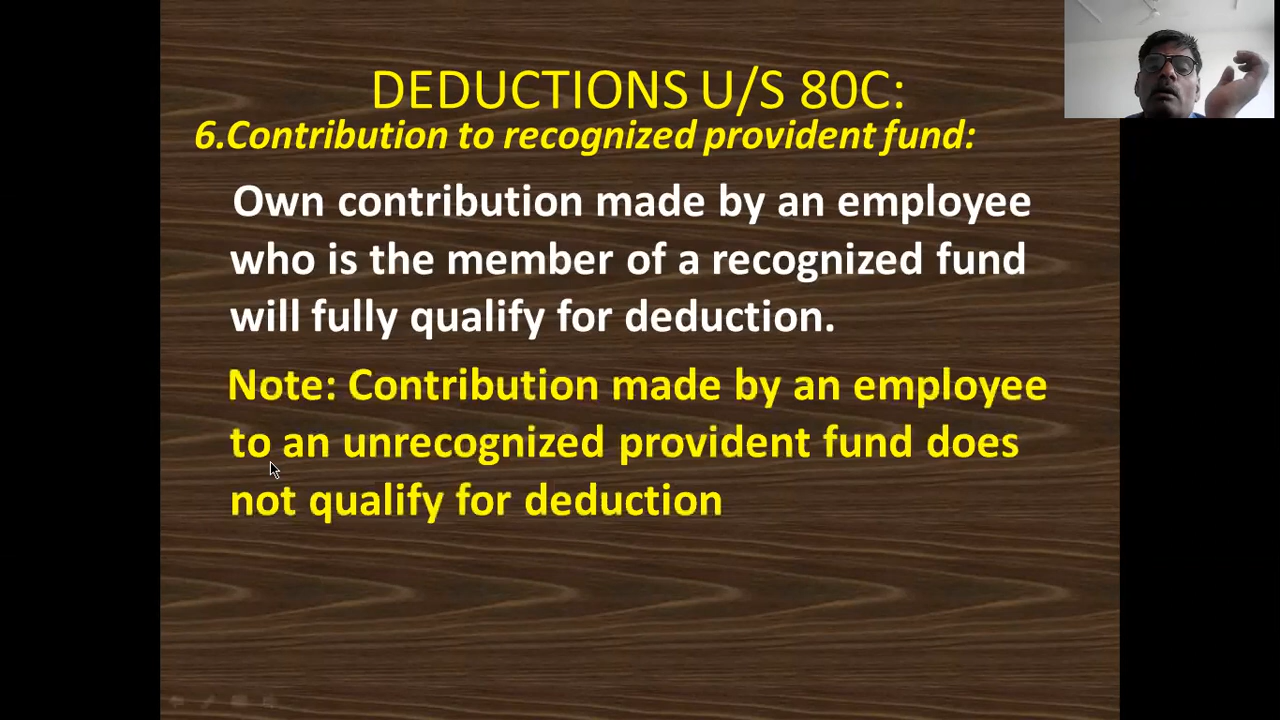 DEDUCTIONS U/S 80C:
6.Contribution to recognized provident fund:
Own contribution made by an employee
who is the member of a recognized fund
will fully qualify for deduction.
Note: Contribution made by an employee
to an unrecognized provident fund does
not qualify for deduction